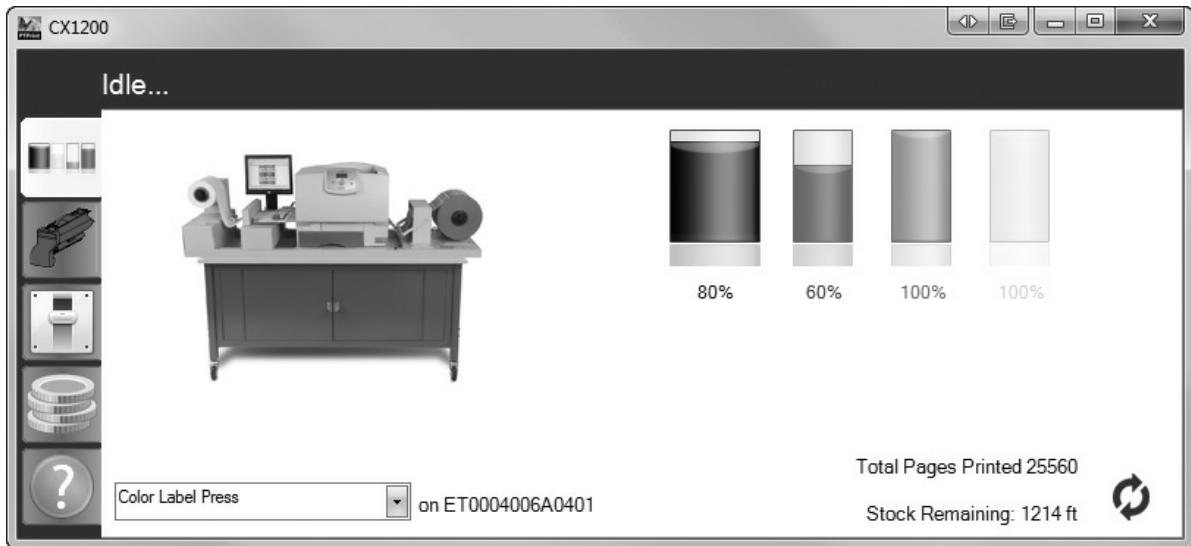 CX1200
Idle...
80% 60% 100% 100%
Total Pages Printed 25560
Color Label Press on ET0004006A0401
Stock Remaining: 1214 ft